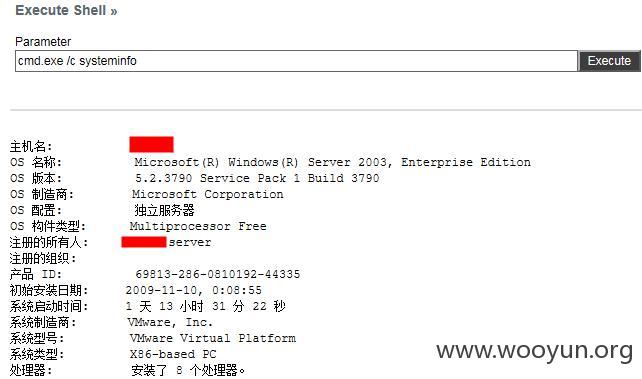 Execute Shell »
Parameter
cmd.exe /c systeminfo
Execute
主机名:
OS 名称: Microsoft(R) Windows(R) Server 2003, Enterprise Edition
OS 版本: 5.2.3790 Service Pack 1 Build 3790
OS 制造商: Microsoft Corporation
OS 配置: 独立服务器
OS 构件类型: Multiprocessor Free
注册的所有人: server
注册的组织:
产品 ID: 69813-286-0810192-44335
初始安装日期: 2009-11-10, 0:08:55
系统启动时间: 1 天 13 小时 31 分 22 秒
系统制造商: VMware, Inc.
系统型号: VMware Virtual Platform
系统类型: X86-based PC
处理器: 安装了 8 个处理器。
www.wooyun.org